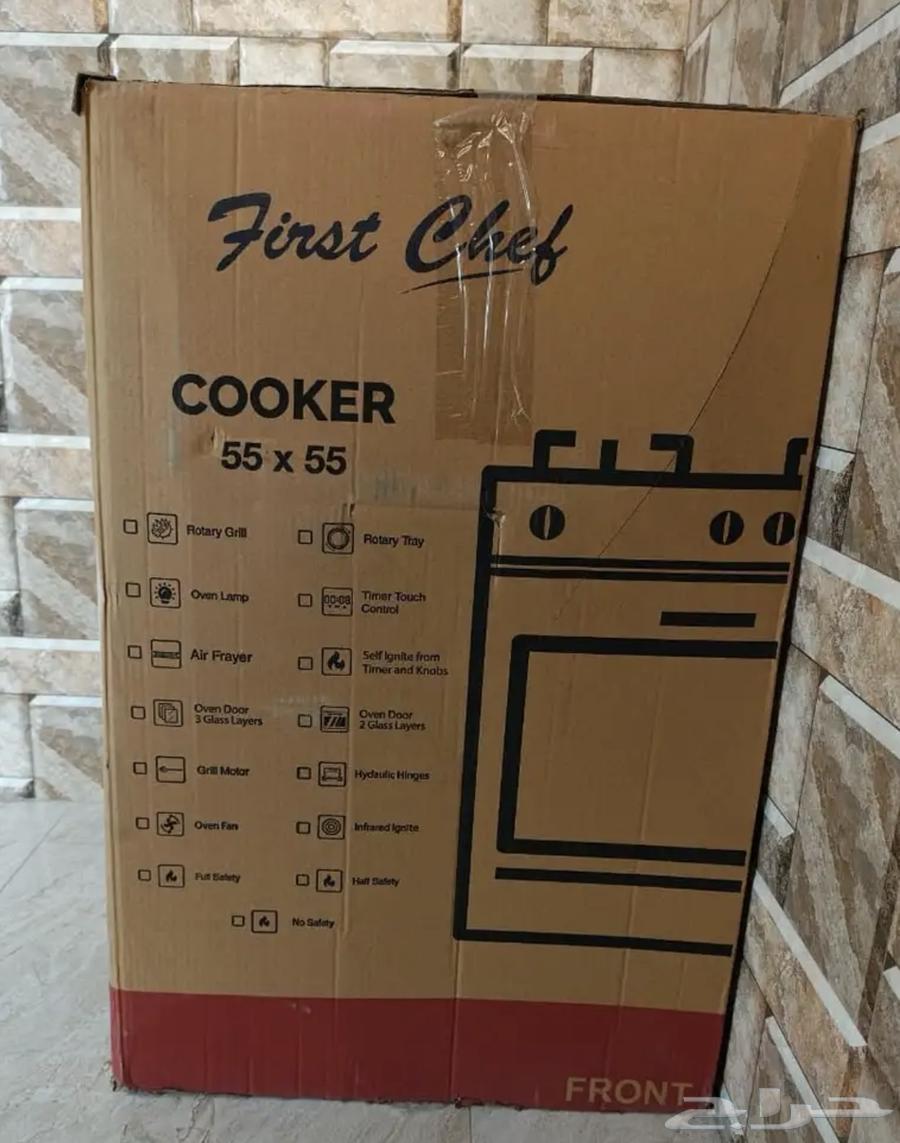 First Chef
COOKER
55 x 55
Rotary Grill
Rotary Tray
Oven Lamp
00:08
Timer Touch
Control
Air Frayer
Self Ignite from
Timer and Knobs
Oven Door
3 Glass Layers
Oven Door
2 Glass Layers
Grill Motor
Hydaulic Hinges
Oven Fan
Infrared Ignite
Full Safety
Half Safety
No Safety
FRONT
حراج